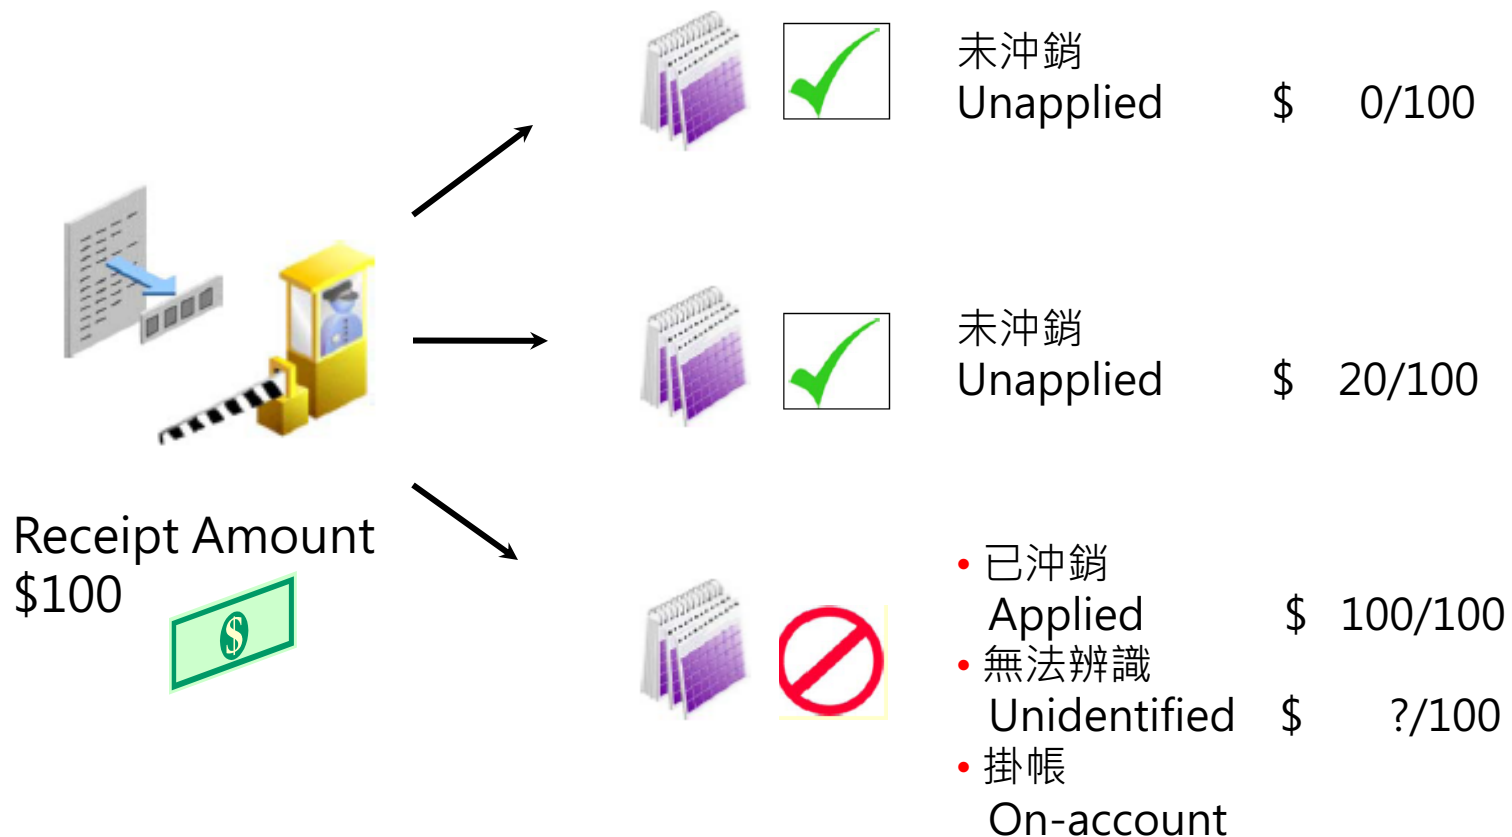 未沖銷
Unapplied $ 0/100
未沖銷
Unapplied $ 20/100
Receipt Amount
$100
$
• 已沖銷
Applied $ 100/100
• 無法辨識
Unidentified $ ?/100
• 掛帳
On-account